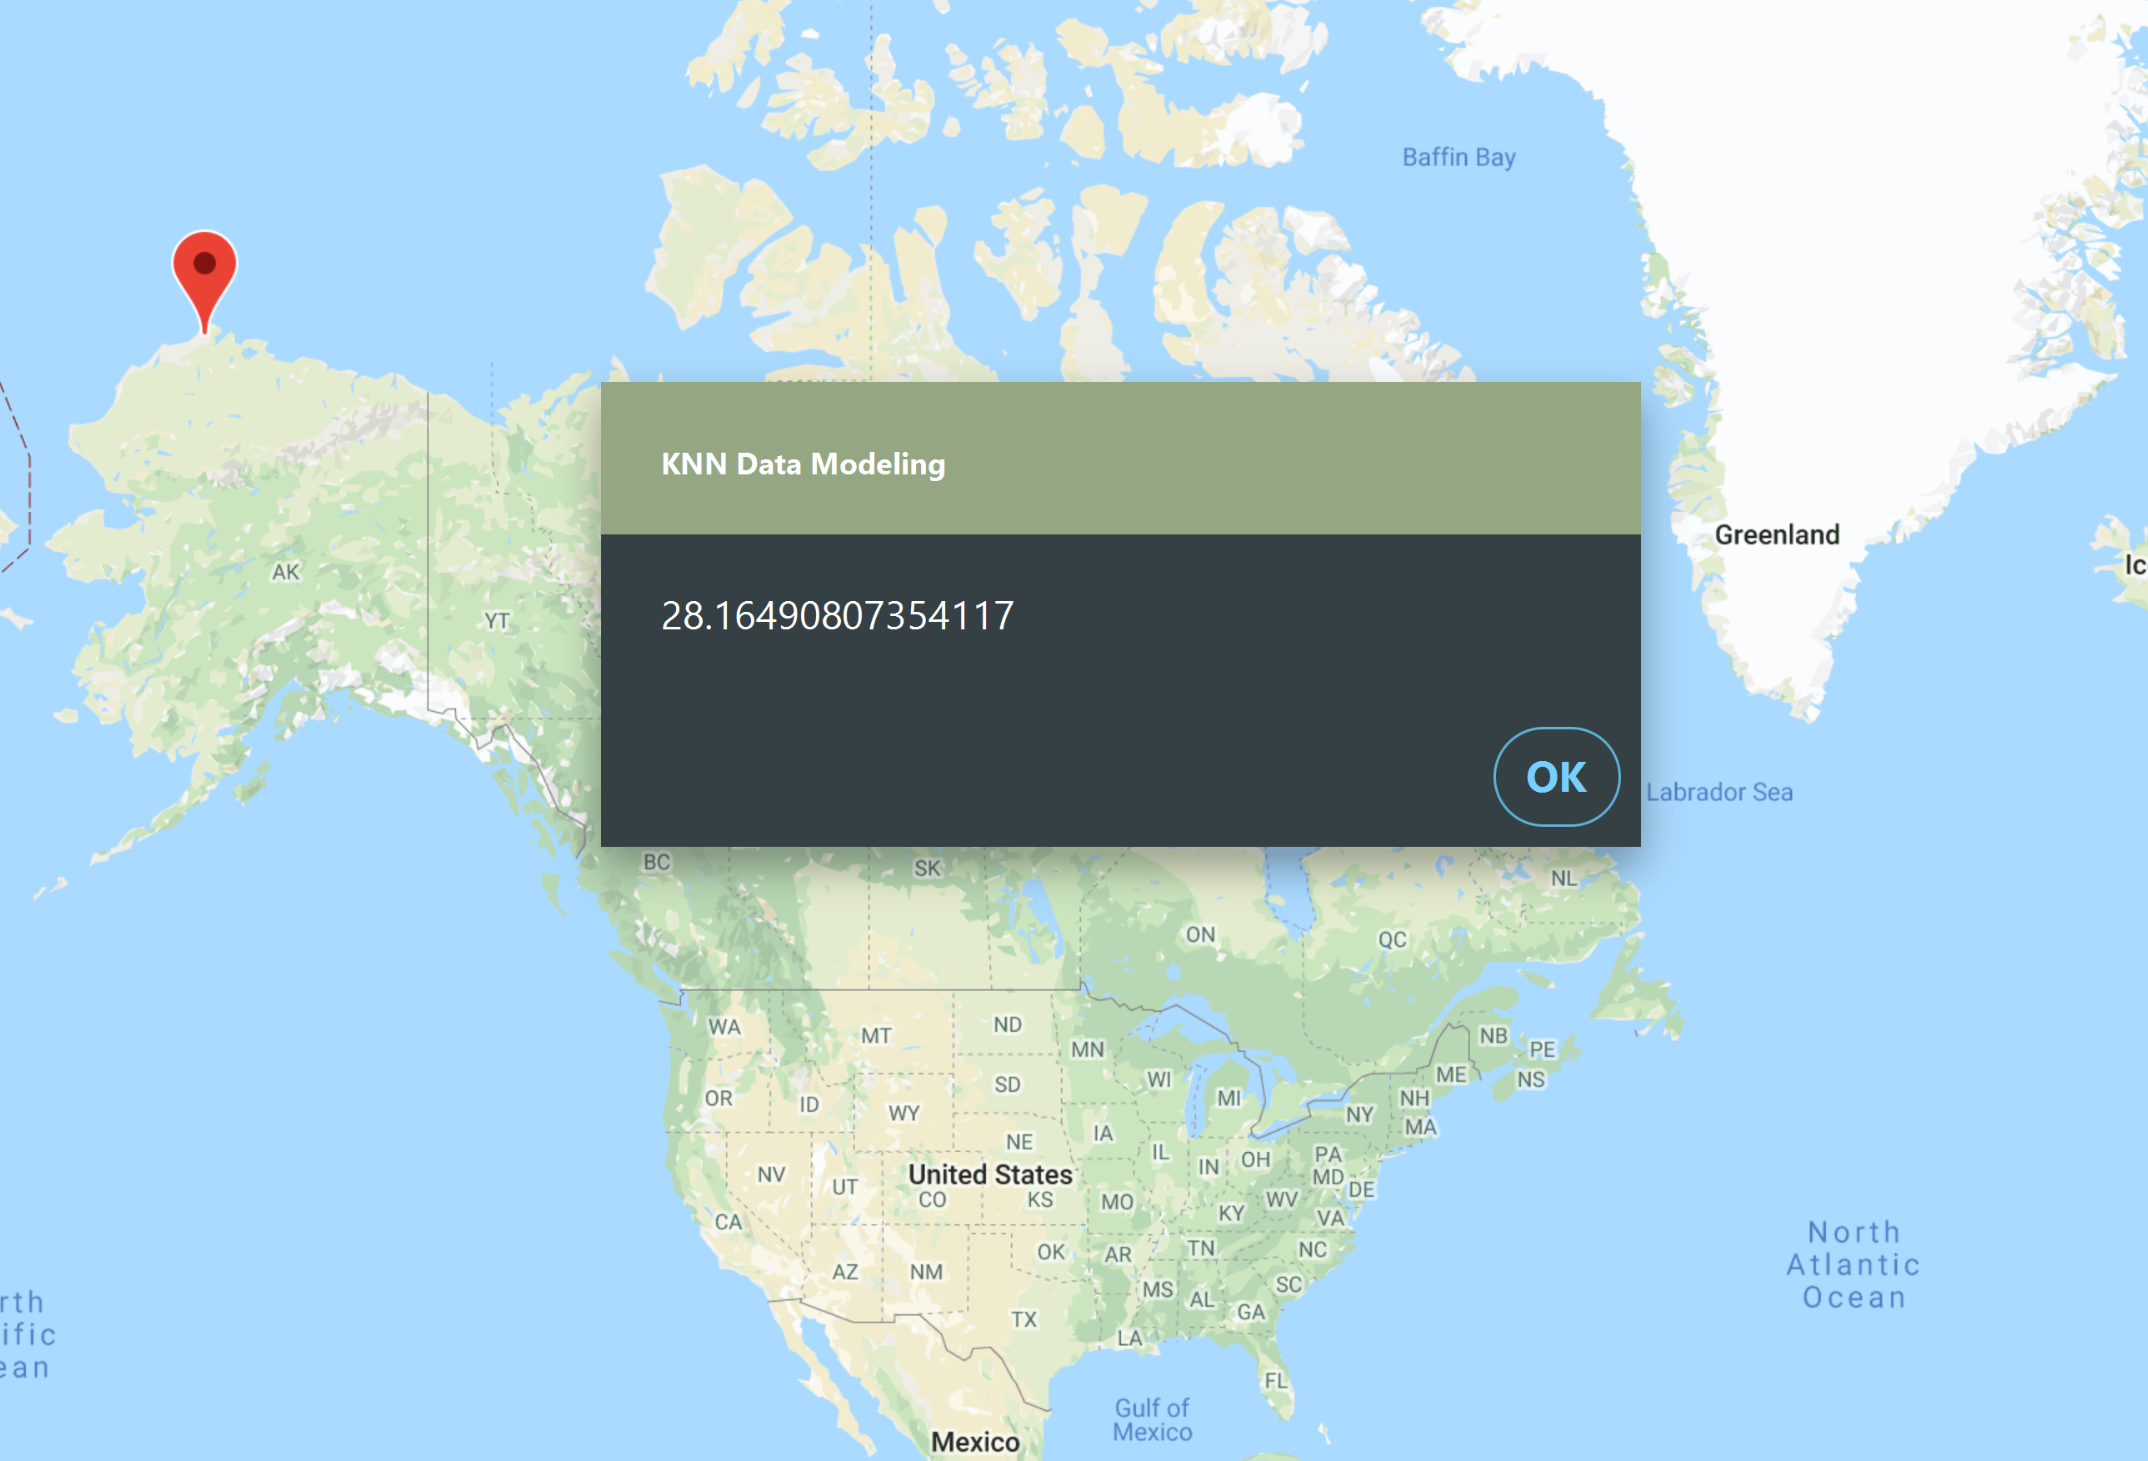 Baffin Bay
KNN Data Modeling
Greenland
Ic
AK
28.16490807354117
YT
OK
Labrador Sea
BC
SK
NL
ON
QC
WA
MT
ND
NB
MN
PE
OR
ID
WY
SD
WI
MI
ME
NS
NH
NY
MA
NE
IA
IL
IN
OH
PA
NV
UT
United States
CO
KS
MO
KY
WV
MD
DE
VA
CA
OK
AR
TN
NC
AZ
NM
MS
AL
SC
GA
TX
LA
FL
North
Atlantic
Ocean
rth
ific
ean
Gulf of
Mexico
Mexico